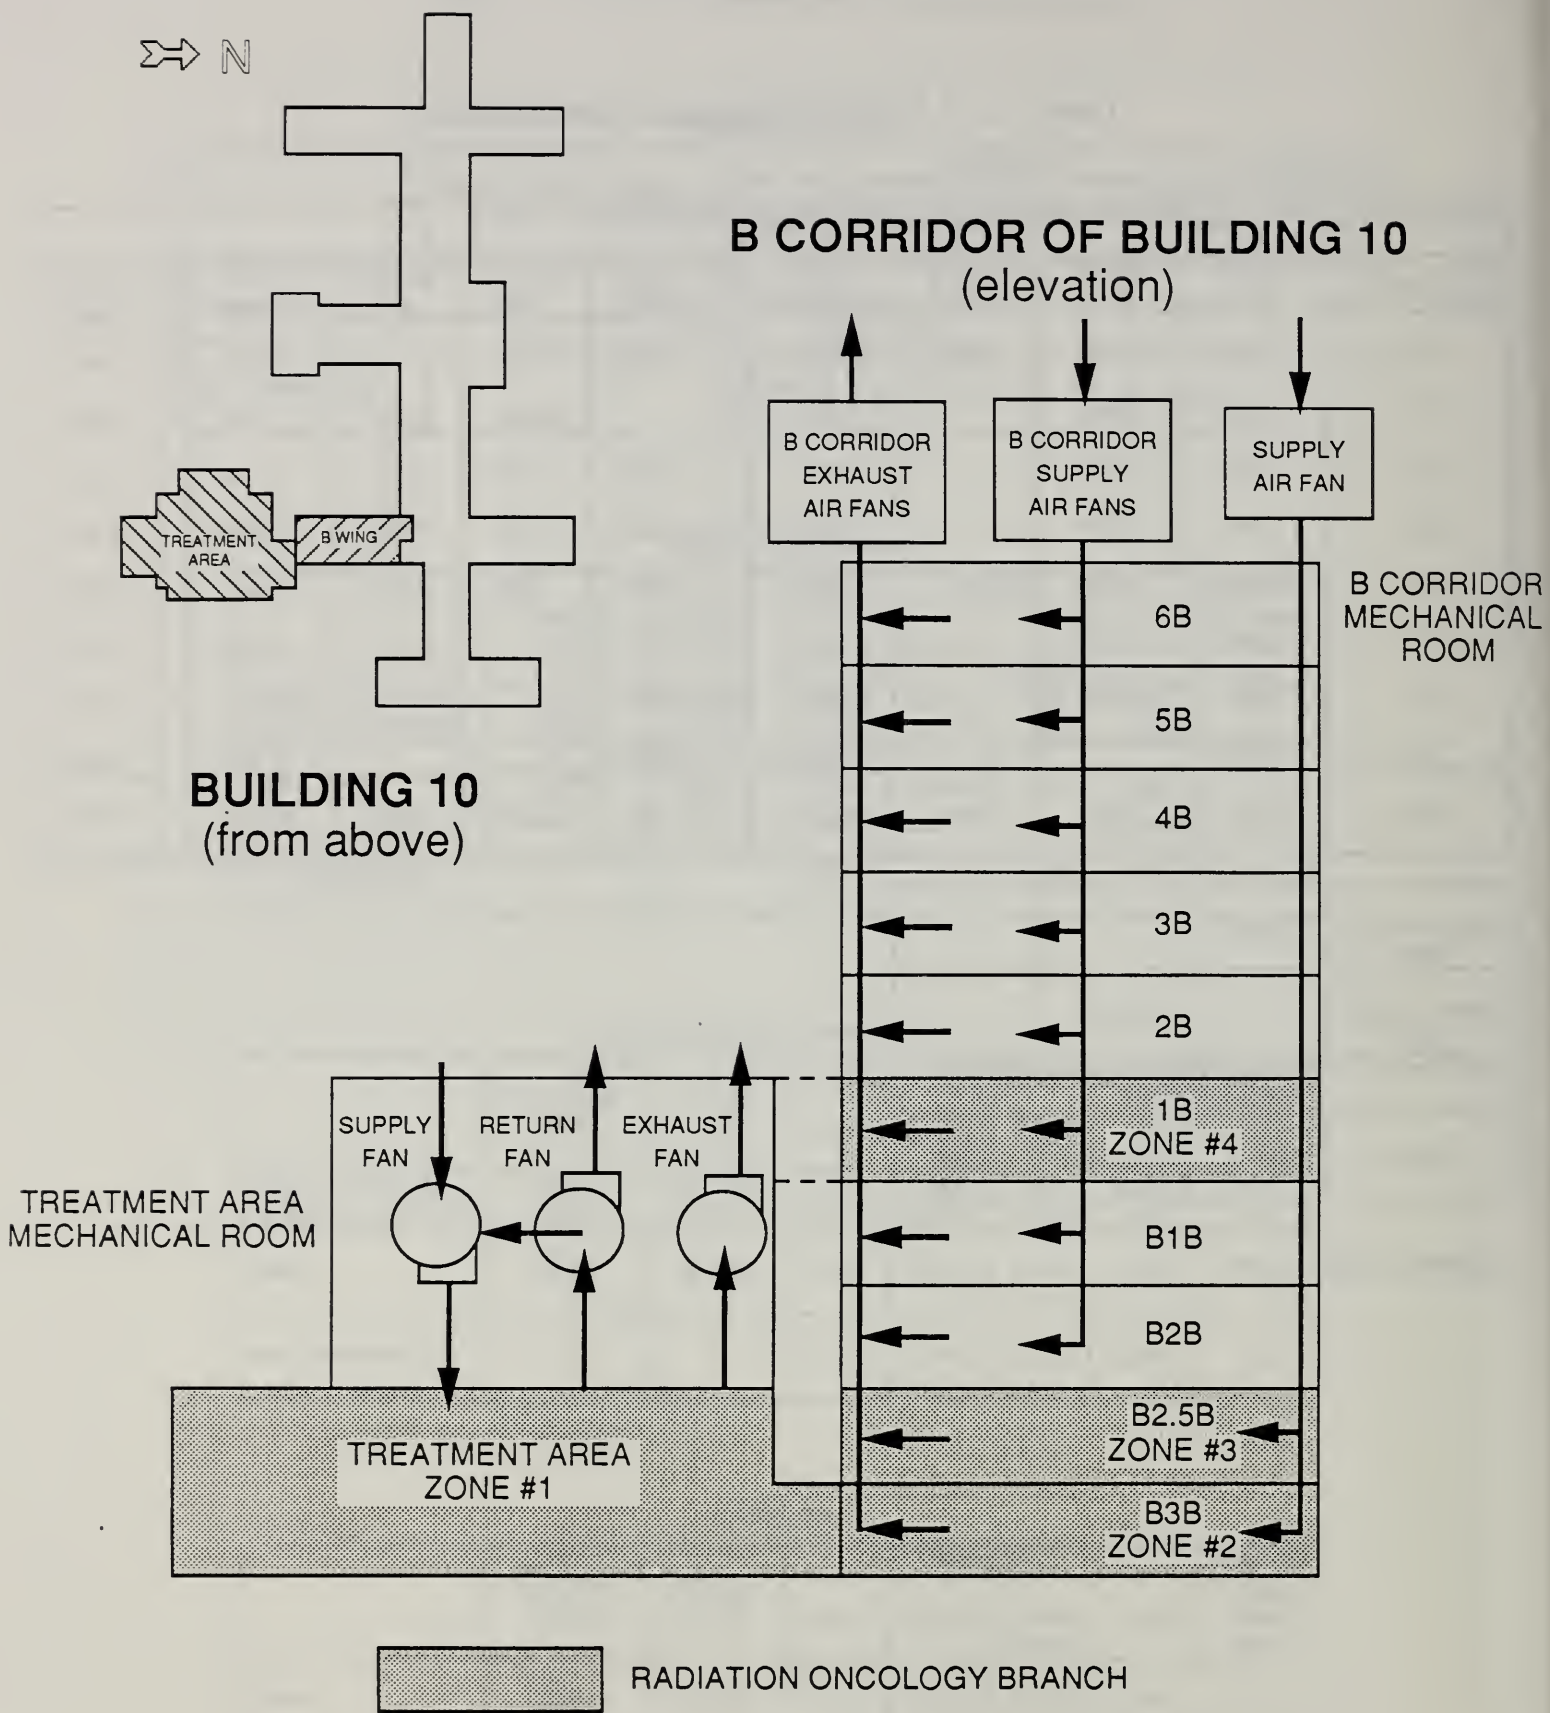 N
B CORRIDOR OF BUILDING 10
(elevation)
B CORRIDOR
EXHAUST
AIR FANS
B CORRIDOR
SUPPLY
AIR FANS
SUPPLY
AIR FAN
TREATMENT
AREA
B WING
B CORRIDOR
MECHANICAL
ROOM
6B
5B
BUILDING 10
(from above)
4B
3B
2B
SUPPLY
FAN
RETURN
FAN
EXHAUST
FAN
1B
ZONE #4
TREATMENT AREA
MECHANICAL ROOM
B1B
B2B
B2.5B
ZONE #3
TREATMENT AREA
ZONE #1
B3B
ZONE #2
RADIATION ONCOLOGY BRANCH